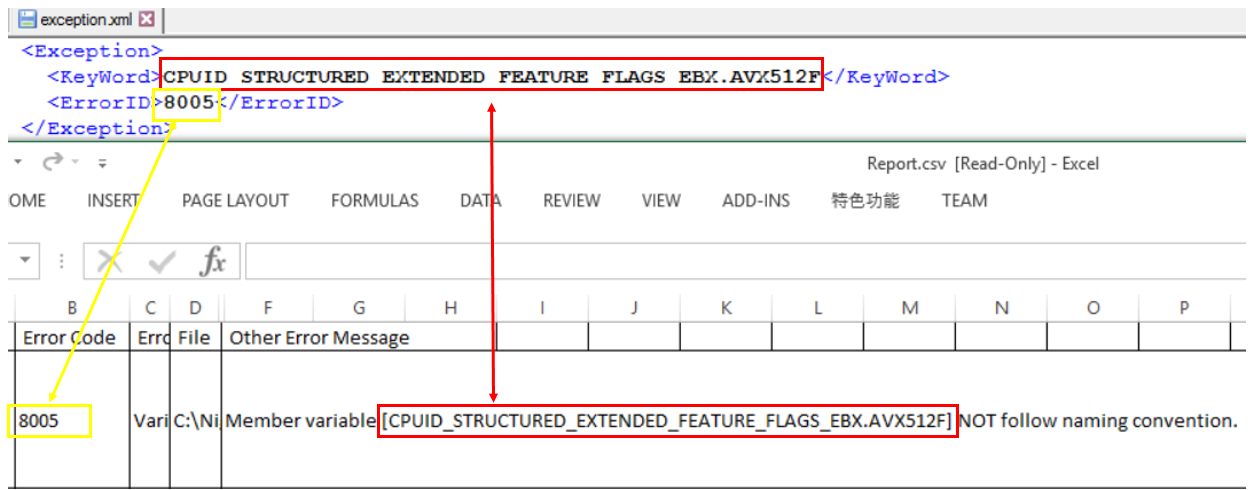 exception.xml
<Exception>
<KeyWord>CPUID STRUCTURED EXTENDED FEATURE FLAGS EBX.AVX512F</KeyWord>
<ErrorID>8005</ErrorID>
</Exception>
Report.csv [Read-Only] - Excel
OME INSERT PAGE LAYOUT FORMULAS DATA REVIEW VIEW ADD-INS 特色功能 TEAM
fx
B C D F G H I J K L M N O P
Error Code Erro File Other Error Message
8005 Vari C:\Ni Member variable [CPUID_STRUCTURED_EXTENDED_FEATURE_FLAGS_EBX.AVX512F] NOT follow naming convention.